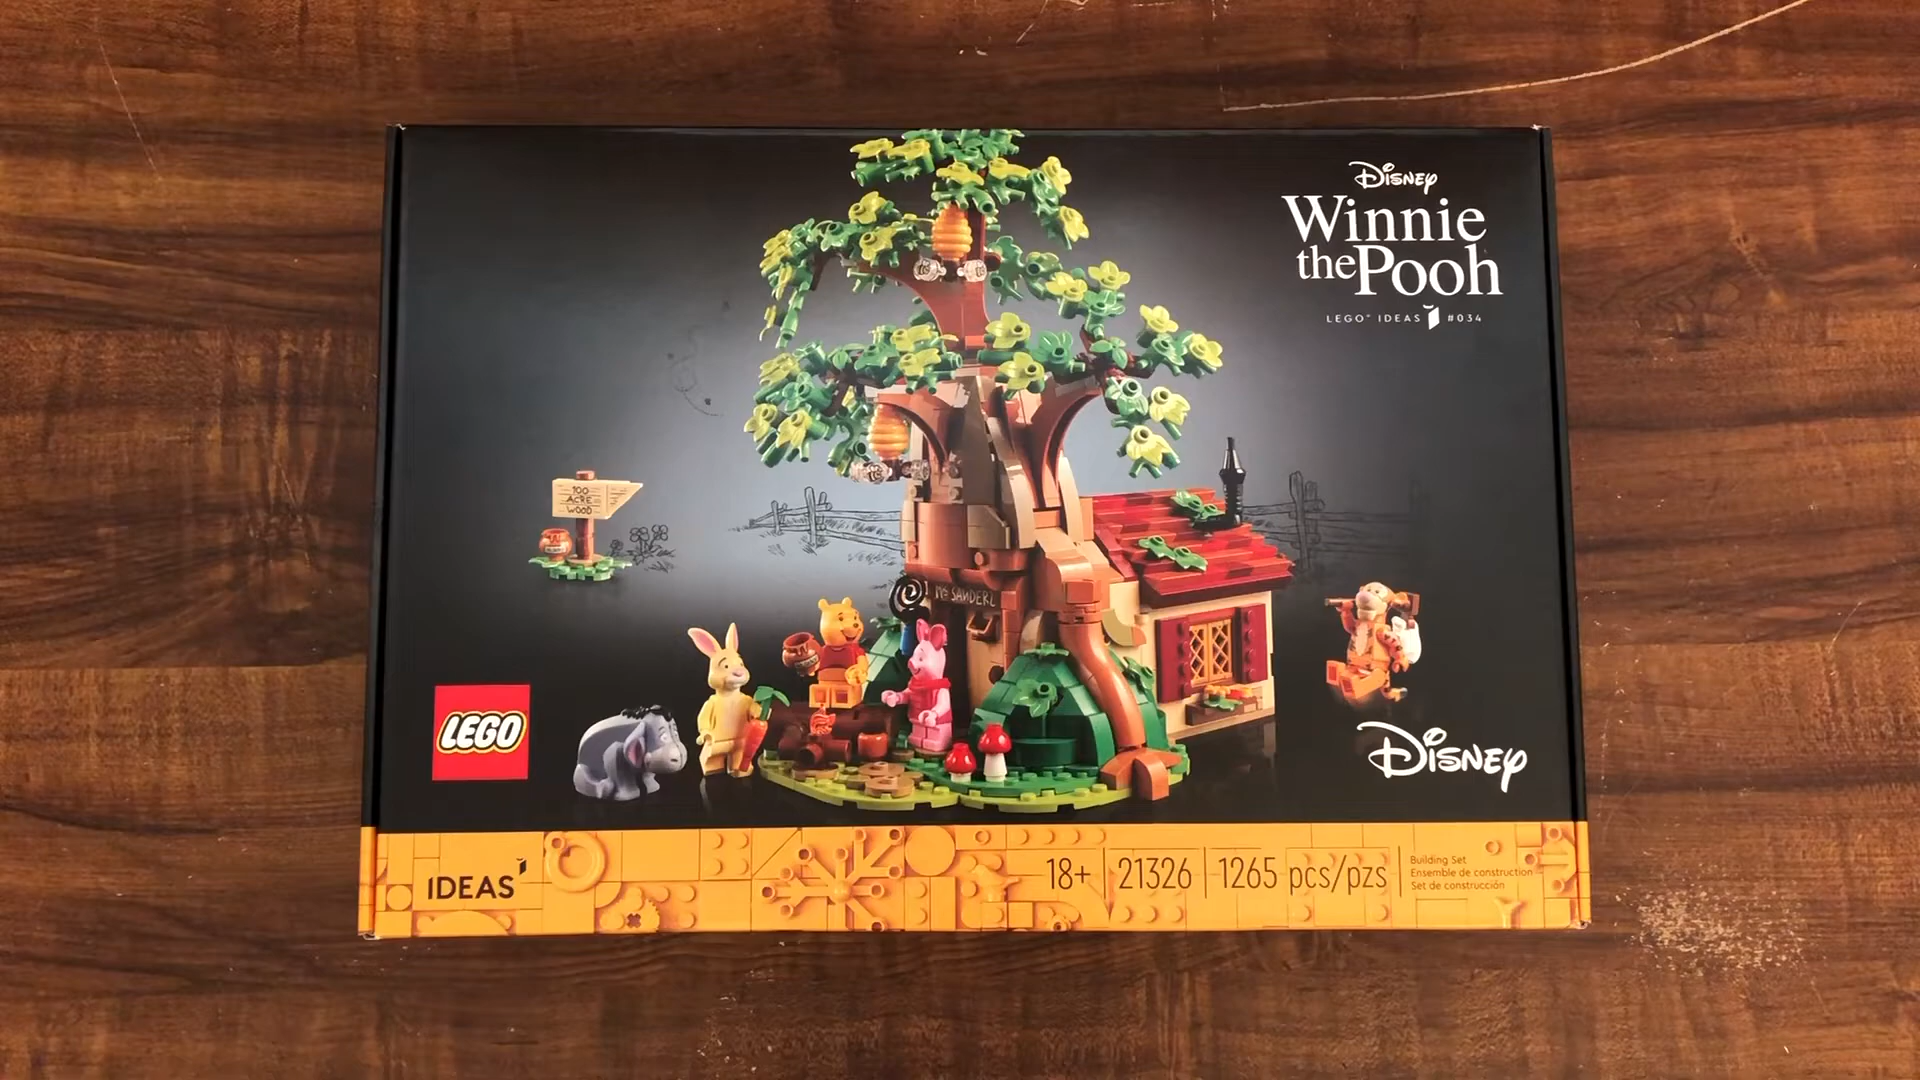 Disney
Winnie
the Pooh
LEGO® IDEAS #034
100
ACRE
WOOD
Mr SANDERZ
LEGO
Disney
IDEAS
18+ 21326 1265 pcs/pzs
Building Set
Ensemble de construction
Set de construcción